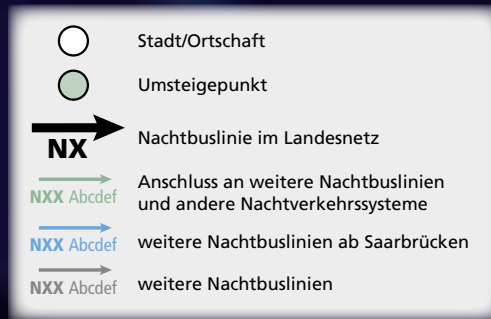 Stadt/Ortschaft
Umsteigepunkt
NX Nachtbuslinie im Landesnetz
NXX Abcdef Anschluss an weitere Nachtbuslinien
und andere Nachtverkehrssysteme
NXX Abcdef weitere Nachtbuslinien ab Saarbrücken
NXX Abcdef weitere Nachtbuslinien